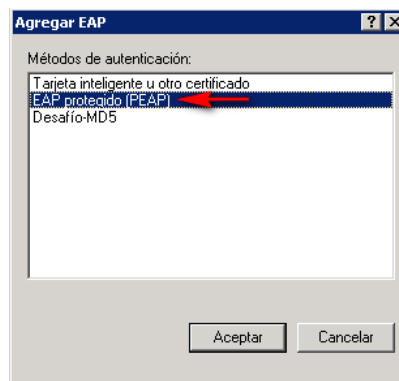 Agregar EAP
Métodos de autenticación:
Tarjeta inteligente u otro certificado
EAP protegido (PEAP)
Desafío-MD5
Aceptar
Cancelar